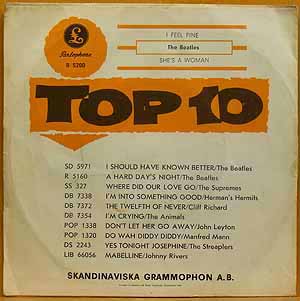 I FEEL FINE
Parlophone
The Beatles
R 5200
SHE'S A WOMAN
TOP 10
SD 5971 I SHOULD HAVE KNOWN BETTER/The Beatles
R 5160 A HARD DAY'S NIGHT/The Beatles
SS 327 WHERE DID OUR LOVE GO/The Supremes
DB 7338 I'M INTO SOMETHING GOOD/Herman's Hermits
DB 7372 THE TWELFTH OF NEVER/Cliff Richard
DB 7354 I'M CRYING/The Animals
POP 1338 DON'T LET HER GO AWAY/John Leyton
POP 1320 DO WAH DIDDY DIDDY/Manfred Mann
DS 2243 YES TONIGHT JOSEPHINE/The Streaplers
LIB 66056 MABELLINE/Johnny Rivers
SKANDINAVISKA GRAMMOPHON A.B.